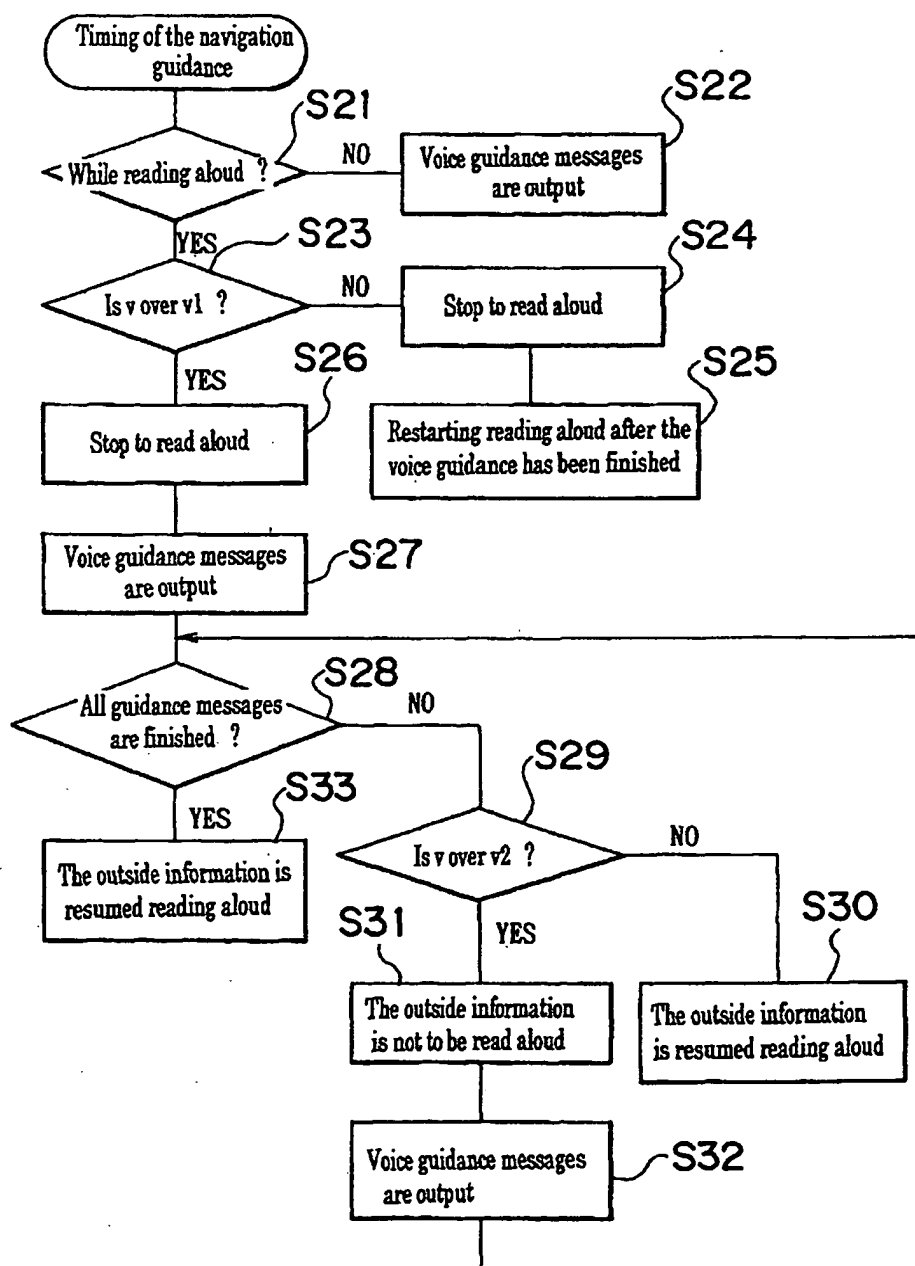 Timing of the navigation
guidance
S21
While reading aloud ?
NO
S22
Voice guidance messages
are output
YES
S23
Is v over v1 ?
NO
S24
Stop to read aloud
S25
Restarting reading aloud after the
voice guidance has been finished
YES
S26
Stop to read aloud
S27
Voice guidance messages
are output
S28
All guidance messages
are finished ?
NO
YES
S33
The outside information is
resumed reading aloud
S29
Is v over v2 ?
NO
S30
The outside information
is resumed reading aloud
YES
S31
The outside information
is not to be read aloud
S32
Voice guidance messages
are output